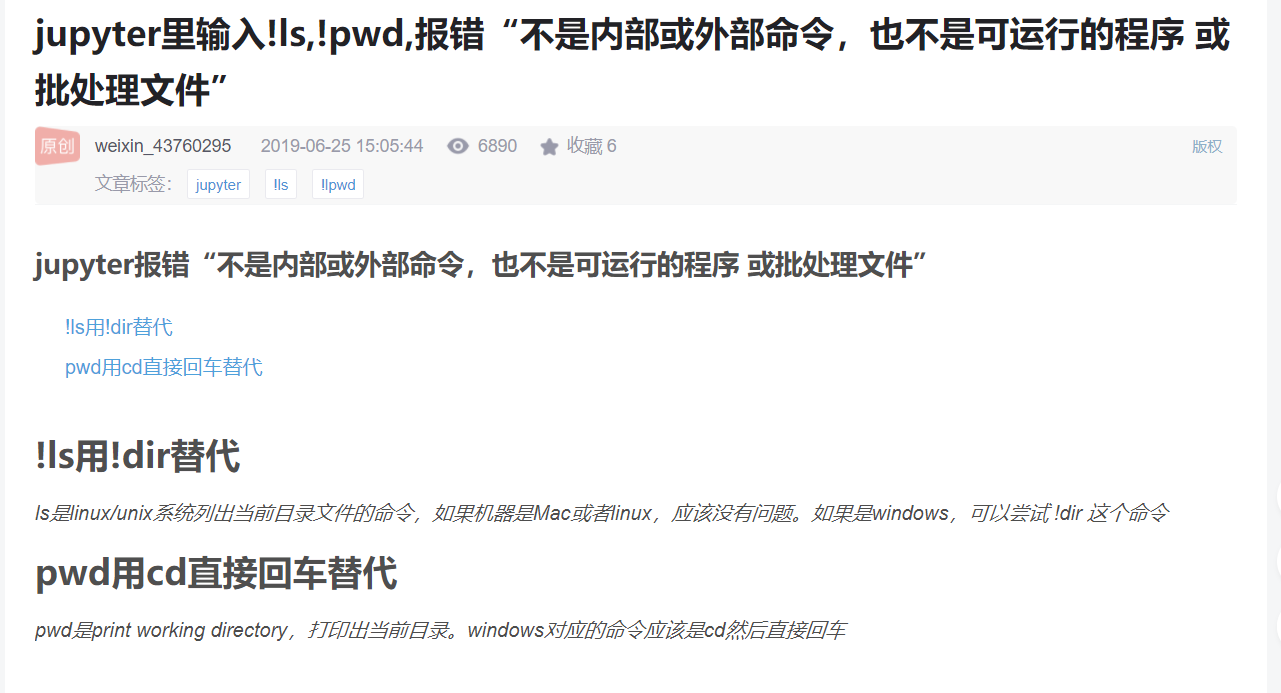 jupyter里输入!ls,!pwd,报错“不是内部或外部命令，也不是可运行的程序 或
批处理文件”
原创 weixin_43760295 2019-06-25 15:05:44 6890 收藏 6 版权
文章标签： jupyter !ls !lpwd
jupyter报错“不是内部或外部命令，也不是可运行的程序 或批处理文件”
!ls用!dir替代
pwd用cd直接回车替代
!ls用!dir替代
ls是linux/unix系统列出当前目录文件的命令，如果机器是Mac或者linux，应该没有问题。如果是windows，可以尝试 !dir 这个命令
pwd用cd直接回车替代
pwd是print working directory，打印出当前目录。windows对应的命令应该是cd然后直接回车